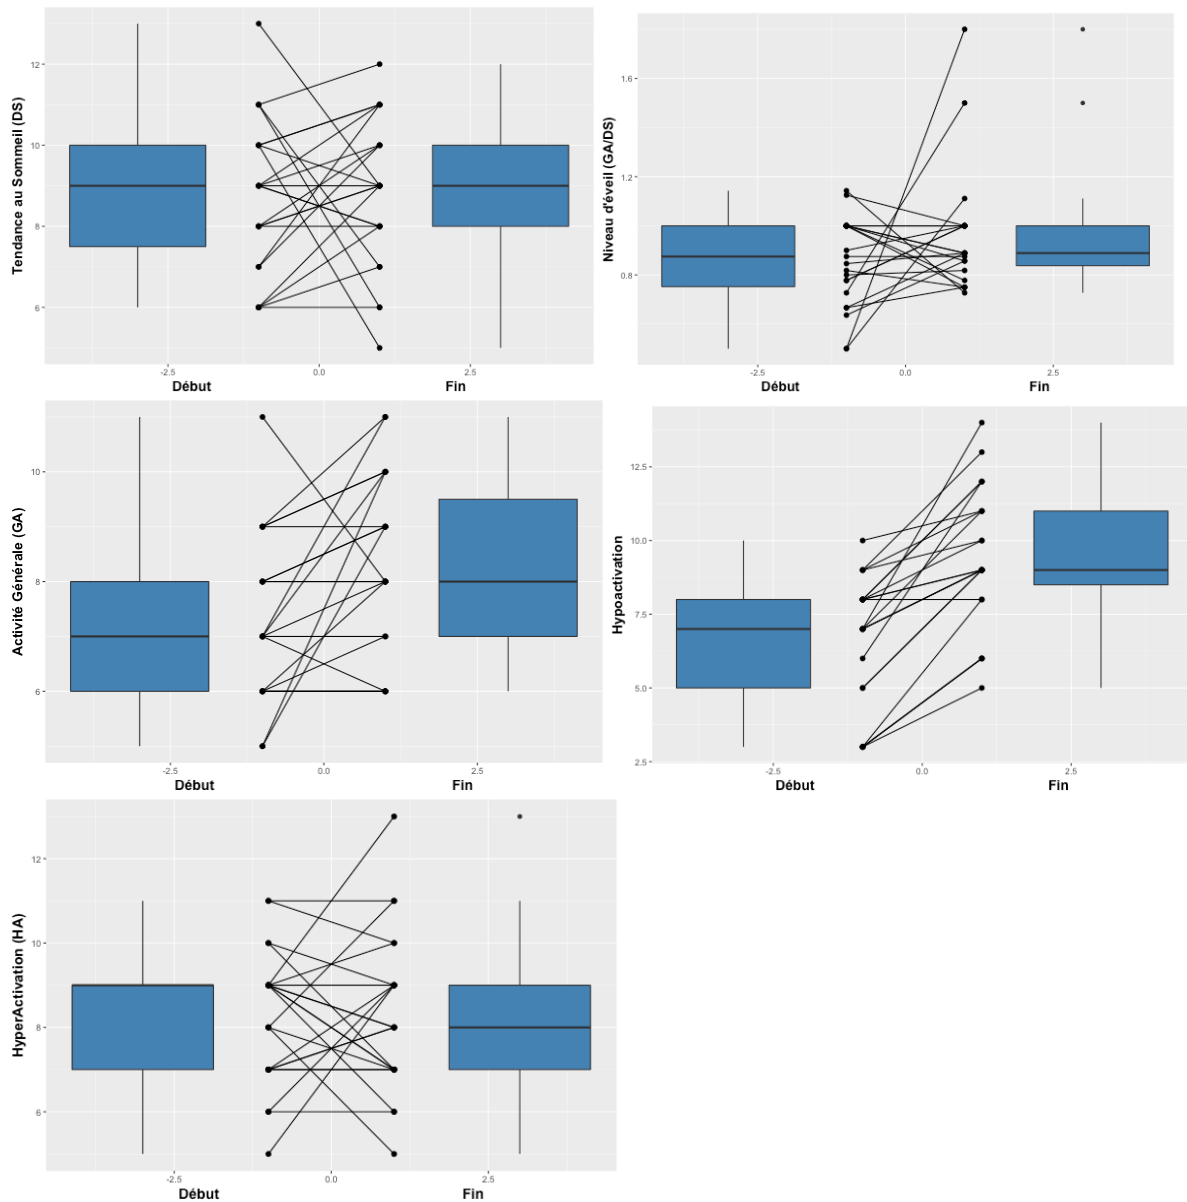 Tendance au Sommeil (DS)
12
10
8
6
-2.5 0.0 2.5
Début Fin
Niveau d'éveil (GA/DS)
1.6
1.2
0.8
-2.5 0.0 2.5
Début Fin
Activité Générale (GA)
10
8
6
-2.5 0.0 2.5
Début Fin
Hypoactivation
12.5
10.0
7.5
5.0
2.5
-2.5 0.0 2.5
Début Fin
HyperActivation (HA)
12
10
8
6
-2.5 0.0 2.5
Début Fin